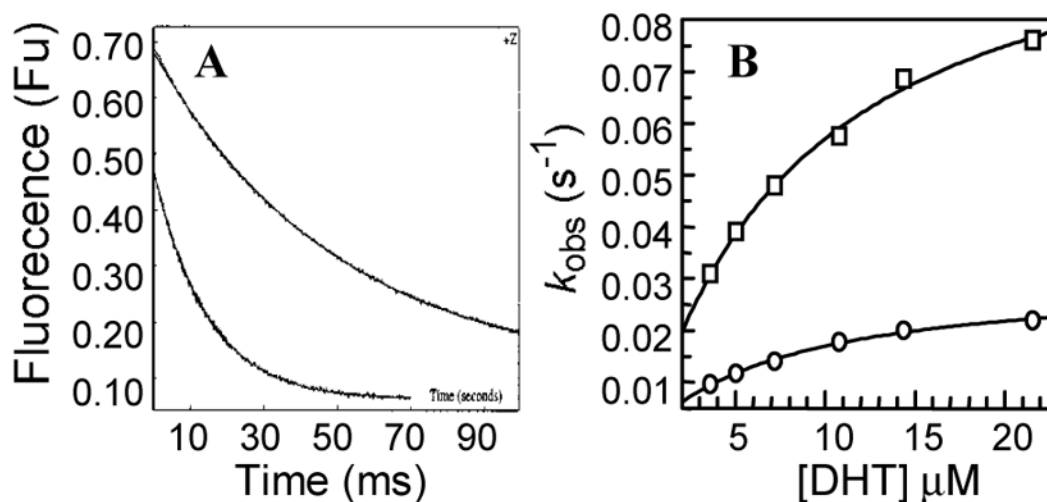 A
+Z
Fluorecence (Fu)
0.70
0.60
0.50
0.40
0.30
0.20
0.10
Time (seconds)
10 30 50 70 90
Time (ms)
B
k_obs (s⁻¹)
0.08
0.07
0.06
0.05
0.04
0.03
0.02
0.01
5 10 15 20
[DHT] μM